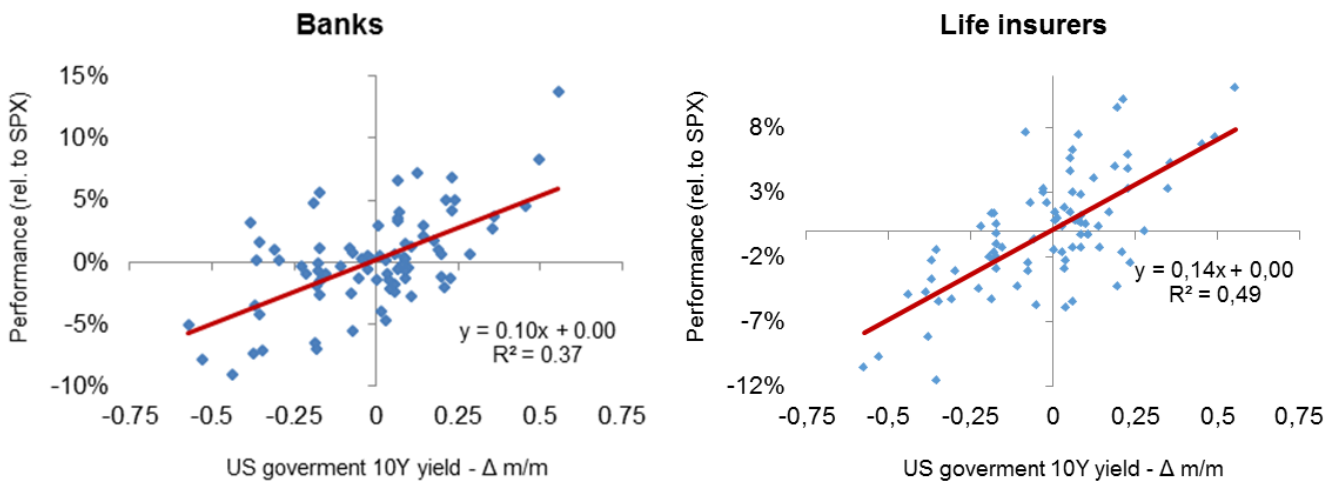 Banks
Performance (rel. to SPX)
15%
10%
5%
0%
-5%
-10%
-0.75
-0.5
-0.25
0
0.25
0.5
0.75
y = 0.10x + 0.00
R² = 0.37
US goverment 10Y yield - Δ m/m
Life insurers
Performance (rel. to SPX)
8%
3%
-2%
-7%
-12%
-0,75
-0,5
-0,25
0
0,25
0,5
0,75
y = 0,14x + 0,00
R² = 0,49
US goverment 10Y yield - Δ m/m